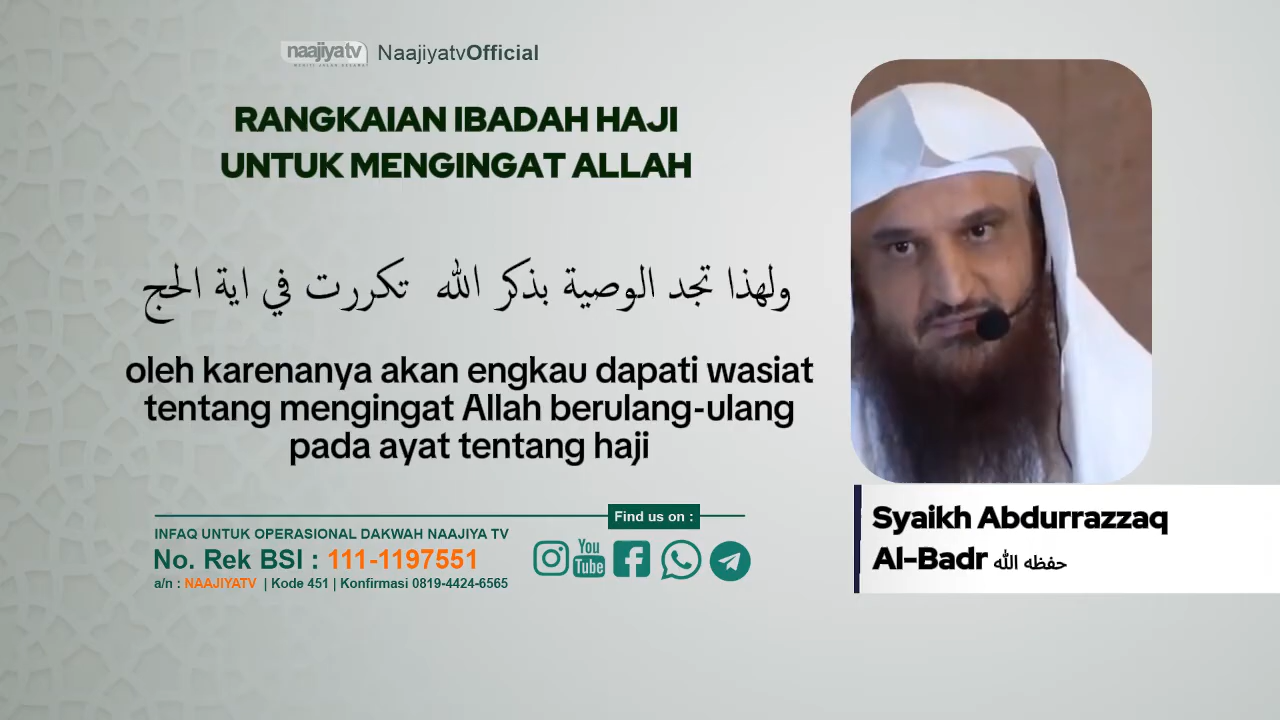 naajiyatv
NaajiyatvOfficial
RANGKAIAN IBADAH HAJI
UNTUK MENGINGAT ALLAH
ولهذا تجد الوصية بذكر الله تكررت في اية الحج
oleh karenanya akan engkau dapati wasiat
tentang mengingat Allah berulang-ulang
pada ayat tentang haji
Find us on :
INFAQ UNTUK OPERASIONAL DAKWAH NAAJIYA TV
No. Rek BSI : 111-1197551
a/n : NAAJIYATV | Kode 451 | Konfirmasi 0819-4424-6565
You
Tube
Syaikh Abdurrazzaq
Al-Badr حفظه الله